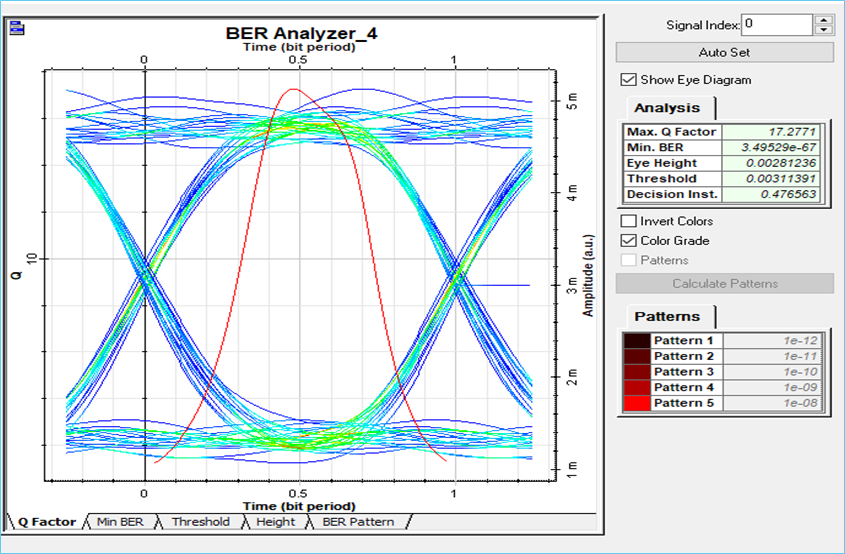 BER Analyzer_4
Time (bit period)
0 0.5 1
Q
10
5 m
4 m
3 m
2 m
1 m
Amplitude (a.u.)
0 0.5 1
Time (bit period)
Q Factor Min BER Threshold Height BER Pattern
Signal Index: 0
Auto Set
Show Eye Diagram
Analysis
Max. Q Factor 17.2771
Min. BER 3.49529e-67
Eye Height 0.00281236
Threshold 0.00311391
Decision Inst. 0.476563
Invert Colors
Color Grade
Patterns
Calculate Patterns
Patterns
Pattern 1 1e-12
Pattern 2 1e-11
Pattern 3 1e-10
Pattern 4 1e-09
Pattern 5 1e-08